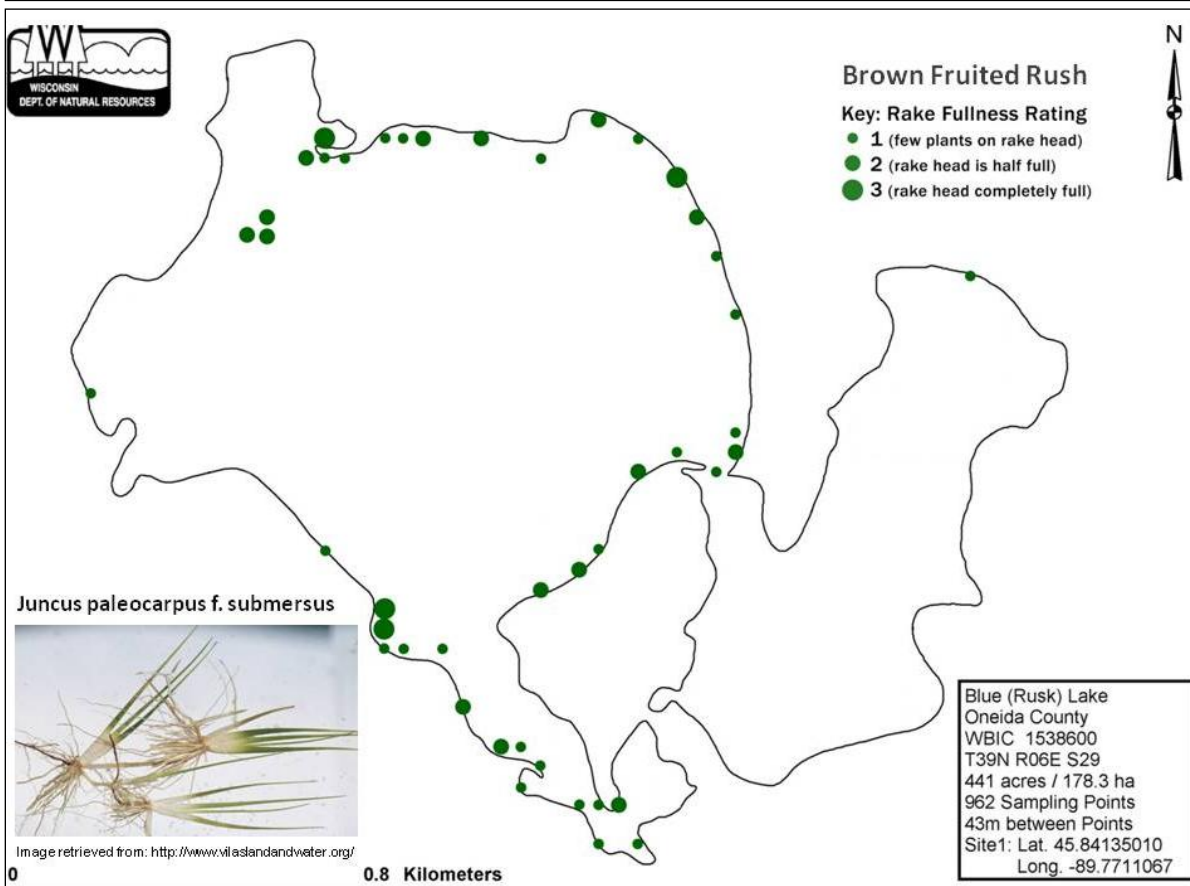 W
WISCONSIN
DEPT. OF NATURAL RESOURCES
N
Brown Fruited Rush
Key: Rake Fullness Rating
1 (few plants on rake head)
2 (rake head is half full)
3 (rake head completely full)
Juncus paleocarpus f. submersus
Image retrieved from: http://www.vilaslandandwater.org/
0
0.8 Kilometers
Blue (Rusk) Lake
Oneida County
WBIC 1538600
T39N R06E S29
441 acres / 178.3 ha
962 Sampling Points
43m between Points
Site1: Lat. 45.84135010
Long. -89.7711067